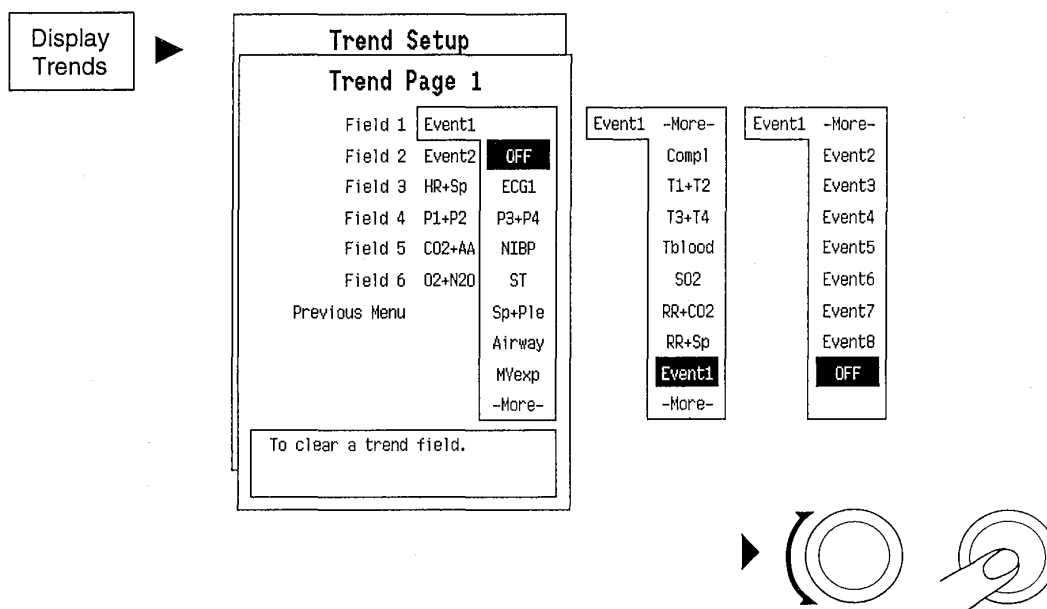 Display
Trends
Trend Setup
Trend Page 1
Field 1 Event1
Field 2 Event2 OFF
Field 3 HR+Sp ECG1
Field 4 P1+P2 P3+P4
Field 5 CO2+AA NIBP
Field 6 O2+N2O ST
Previous Menu Sp+Ple
Airway
MVexp
-More-
To clear a trend field.
Event1 -More-
Compl
T1+T2
T3+T4
Tblood
SO2
RR+CO2
RR+Sp
Event1
-More-
Event1 -More-
Event2
Event3
Event4
Event5
Event6
Event7
Event8
OFF